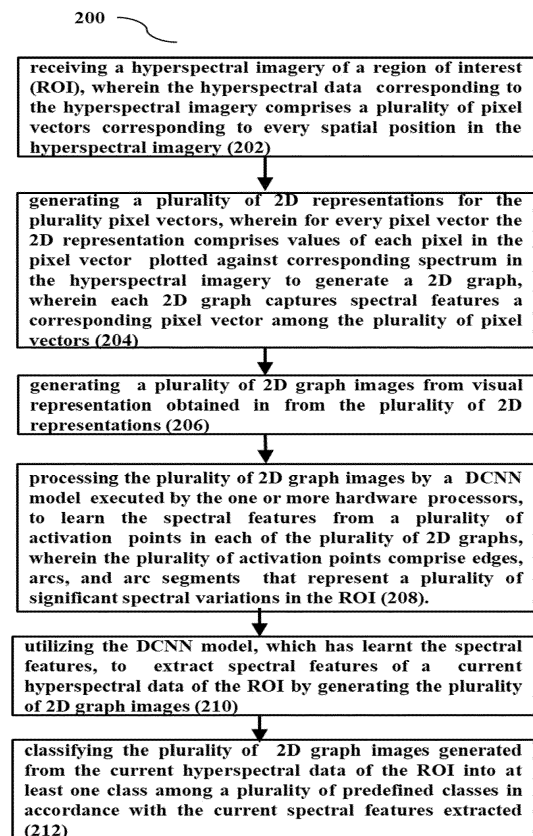 200
receiving a hyperspectral imagery of a region of interest
(ROI), wherein the hyperspectral data corresponding to
the hyperspectral imagery comprises a plurality of pixel
vectors corresponding to every spatial position in the
hyperspectral imagery (202)
generating a plurality of 2D representations for the
plurality pixel vectors, wherein for every pixel vector the
2D representation comprises values of each pixel in the
pixel vector plotted against corresponding spectrum in
the hyperspectral imagery to generate a 2D graph,
wherein each 2D graph captures spectral features a
corresponding pixel vector among the plurality of pixel
vectors (204)
generating a plurality of 2D graph images from visual
representation obtained in from the plurality of 2D
representations (206)
processing the plurality of 2D graph images by a DCNN
model executed by the one or more hardware processors,
to learn the spectral features from a plurality of
activation points in each of the plurality of 2D graphs,
wherein the plurality of activation points comprise edges,
arcs, and arc segments that represent a plurality of
significant spectral variations in the ROI (208).
utilizing the DCNN model, which has learnt the spectral
features, to extract spectral features of a current
hyperspectral data of the ROI by generating the plurality
of 2D graph images (210)
classifying the plurality of 2D graph images generated
from the current hyperspectral data of the ROI into at
least one class among a plurality of predefined classes in
accordance with the current spectral features extracted
(212)